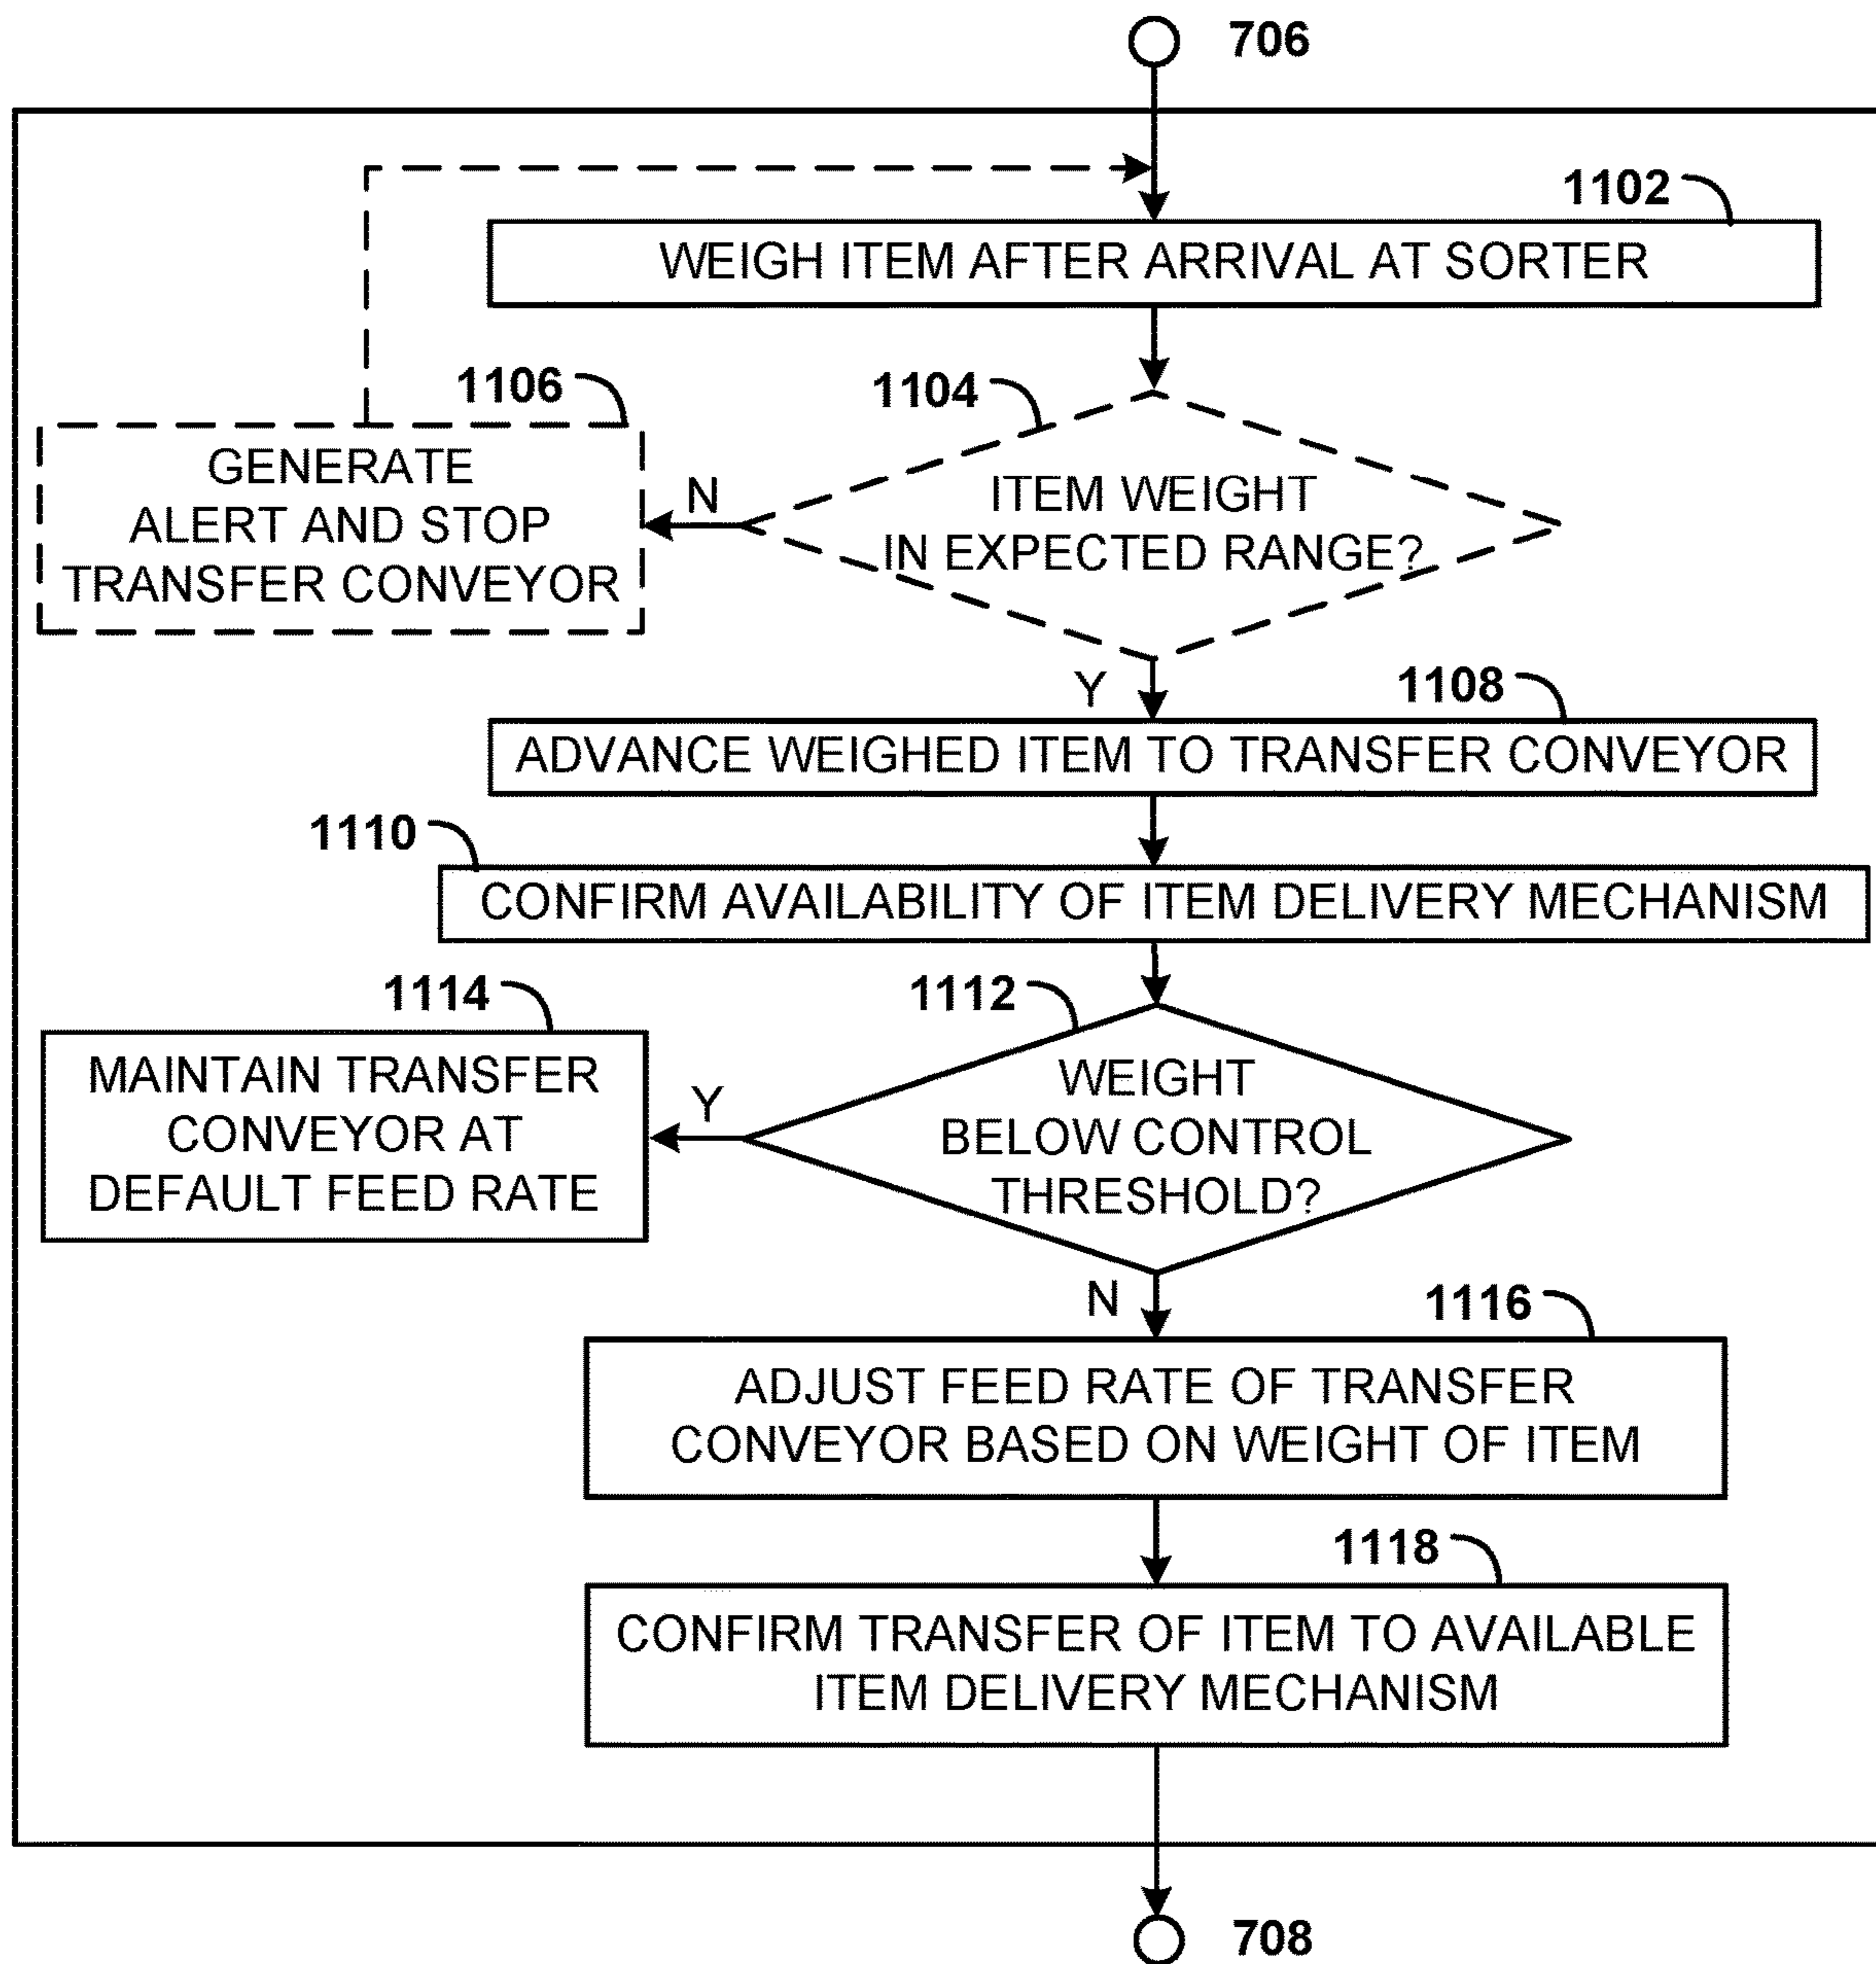 706
1102
WEIGH ITEM AFTER ARRIVAL AT SORTER
1106
1104
GENERATE
ALERT AND STOP
TRANSFER CONVEYOR
N
ITEM WEIGHT
IN EXPECTED RANGE?
Y
1108
ADVANCE WEIGHED ITEM TO TRANSFER CONVEYOR
1110
CONFIRM AVAILABILITY OF ITEM DELIVERY MECHANISM
1114
1112
MAINTAIN TRANSFER
CONVEYOR AT
DEFAULT FEED RATE
Y
WEIGHT
BELOW CONTROL
THRESHOLD?
N
1116
ADJUST FEED RATE OF TRANSFER
CONVEYOR BASED ON WEIGHT OF ITEM
1118
CONFIRM TRANSFER OF ITEM TO AVAILABLE
ITEM DELIVERY MECHANISM
708